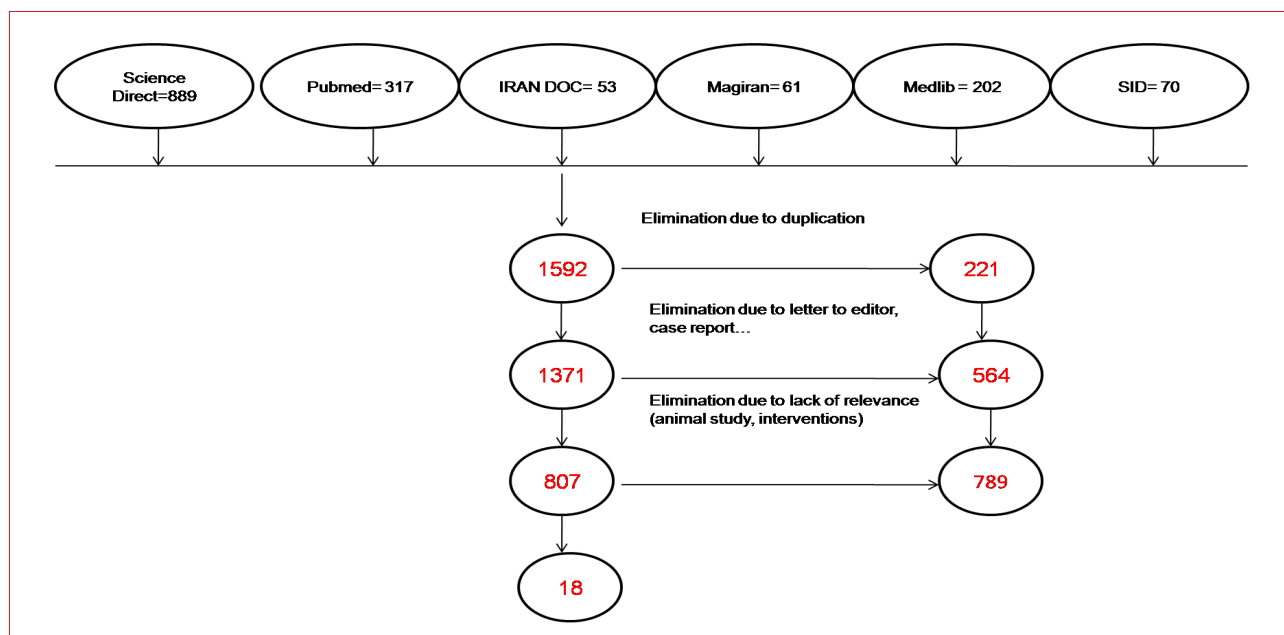 Science
Direct=889
Pubmed= 317
IRAN DOC= 53
Magiran= 61
Medlib = 202
SID= 70
Elimination due to duplication
1592
221
Elimination due to letter to editor,
case report…
1371
564
Elimination due to lack of relevance
(animal study, interventions)
807
789
18